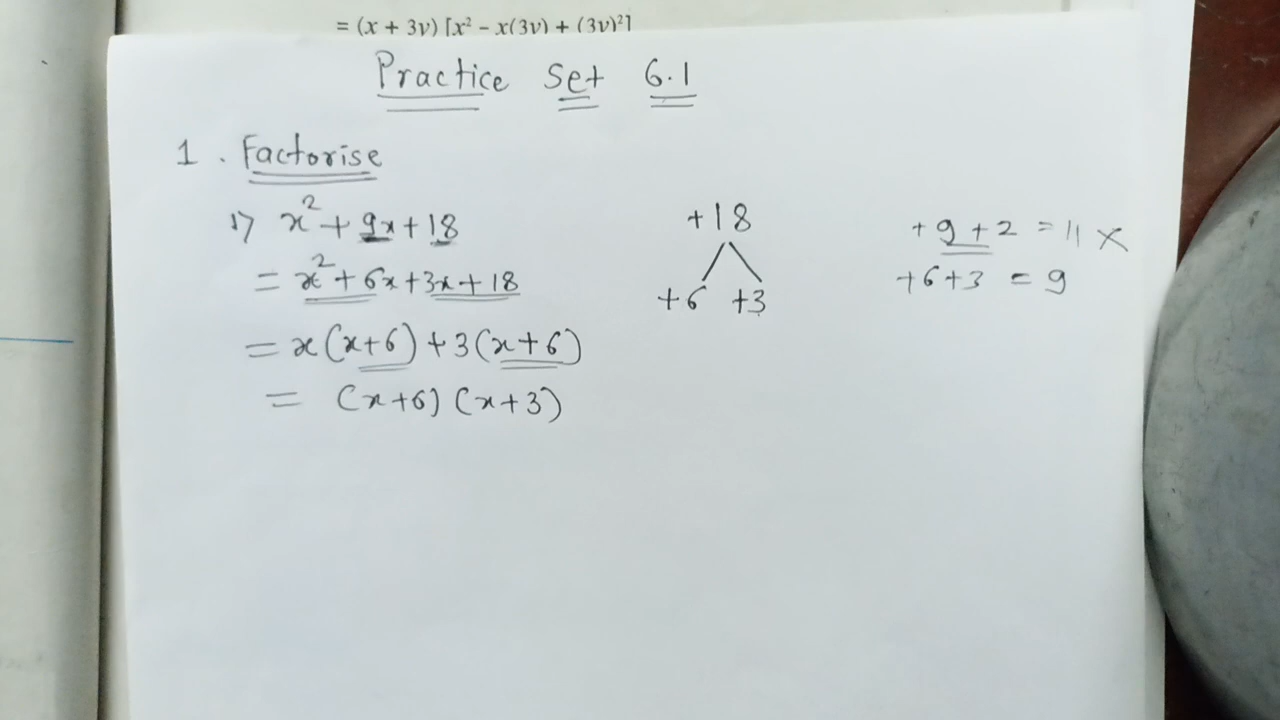 = (x + 3y) [x² − x(3y) + (3y)²]
Practice Set 6.1
1. Factorise
1) x² + 9x + 18
= x² + 6x + 3x + 18
= x(x+6) + 3(x+6)
= (x+6) (x+3)
+18
+6 +3
+9 +2 = 11 ×
+6+3 = 9